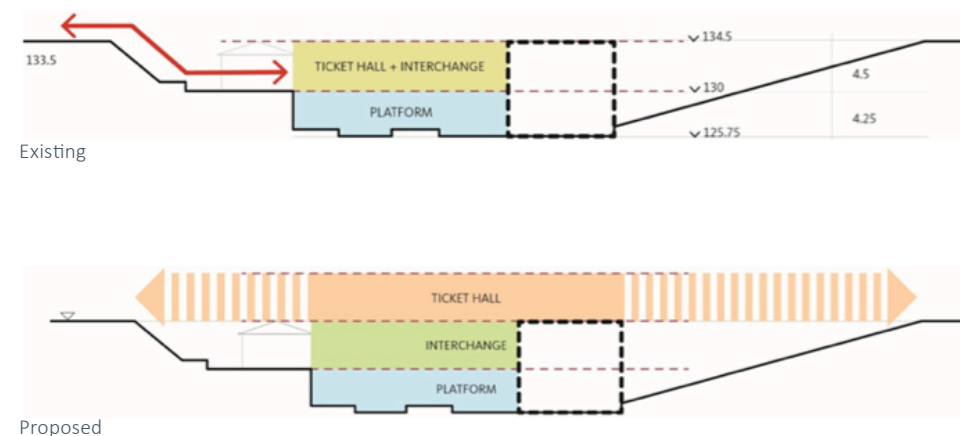 134.5
133.5
TICKET HALL + INTERCHANGE
4.5
130
PLATFORM
4.25
125.75
Existing
TICKET HALL
INTERCHANGE
PLATFORM
Proposed